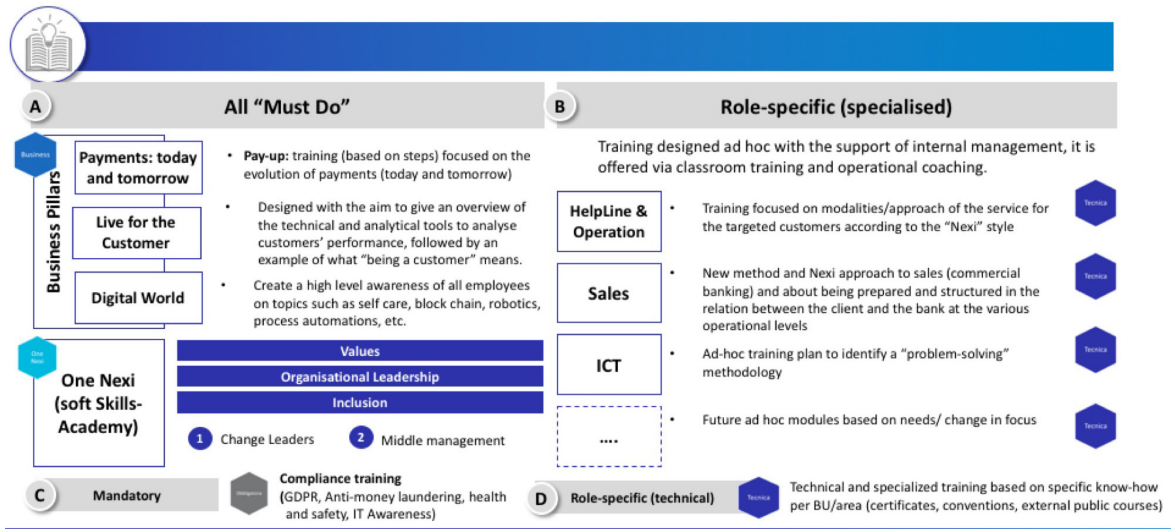 A
All “Must Do”
Business
Business Pillars
Payments: today
and tomorrow
• Pay-up: training (based on steps) focused on the
evolution of payments (today and tomorrow)
Live for the
Customer
• Designed with the aim to give an overview of
the technical and analytical tools to analyse
customers’ performance, followed by an
example of what “being a customer” means.
Digital World
• Create a high level awareness of all employees
on topics such as self care, block chain, robotics,
process automations, etc.
One
Nexi
One Nexi
(soft Skills-
Academy)
Values
Organisational Leadership
Inclusion
1 Change Leaders
2 Middle management
B
Role-specific (specialised)
Training designed ad hoc with the support of internal management, it is
offered via classroom training and operational coaching.
HelpLine &
Operation
• Training focused on modalities/approach of the service for
the targeted customers according to the “Nexi” style
Tecnica
Sales
• New method and Nexi approach to sales (commercial
banking) and about being prepared and structured in the
relation between the client and the bank at the various
operational levels
Tecnica
ICT
• Ad-hoc training plan to identify a “problem-solving”
methodology
Tecnica
....
• Future ad hoc modules based on needs/ change in focus
Tecnica
C
Mandatory
Compliance training
(GDPR, Anti-money laundering, health
and safety, IT Awareness)
D
Role-specific (technical)
Tecnica
Technical and specialized training based on specific know-how
per BU/area (certificates, conventions, external public courses)